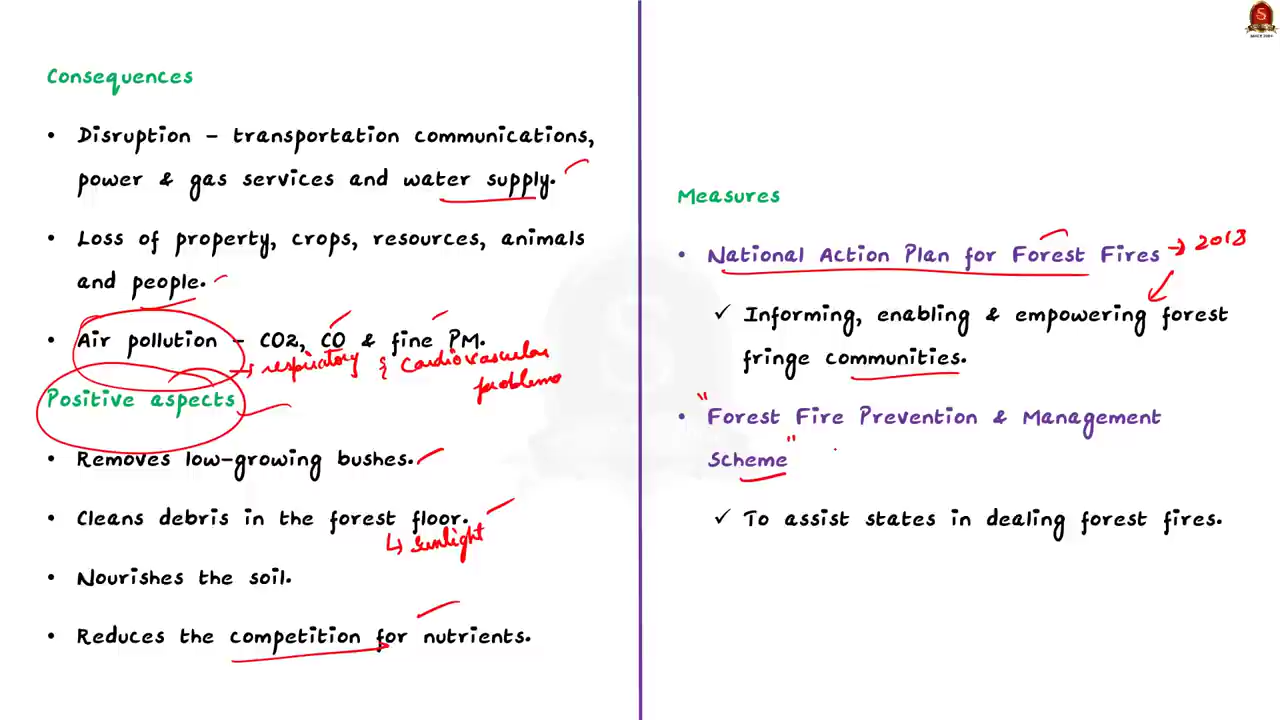 Consequences
• Disruption – transportation communications,
power & gas services and water supply.
• Loss of property, crops, resources, animals
and people.
• Air pollution – CO2, CO & fine PM.
↳ respiratory & cardiovascular
problems
Positive aspects
• Removes low-growing bushes.
• Cleans debris in the forest floor.
↳ sunlight
• Nourishes the soil.
• Reduces the competition for nutrients.
Measures
• National Action Plan for Forest Fires → 2018
✓ Informing, enabling & empowering forest
fringe communities.
• "Forest Fire Prevention & Management
Scheme"
✓ To assist states in dealing forest fires.